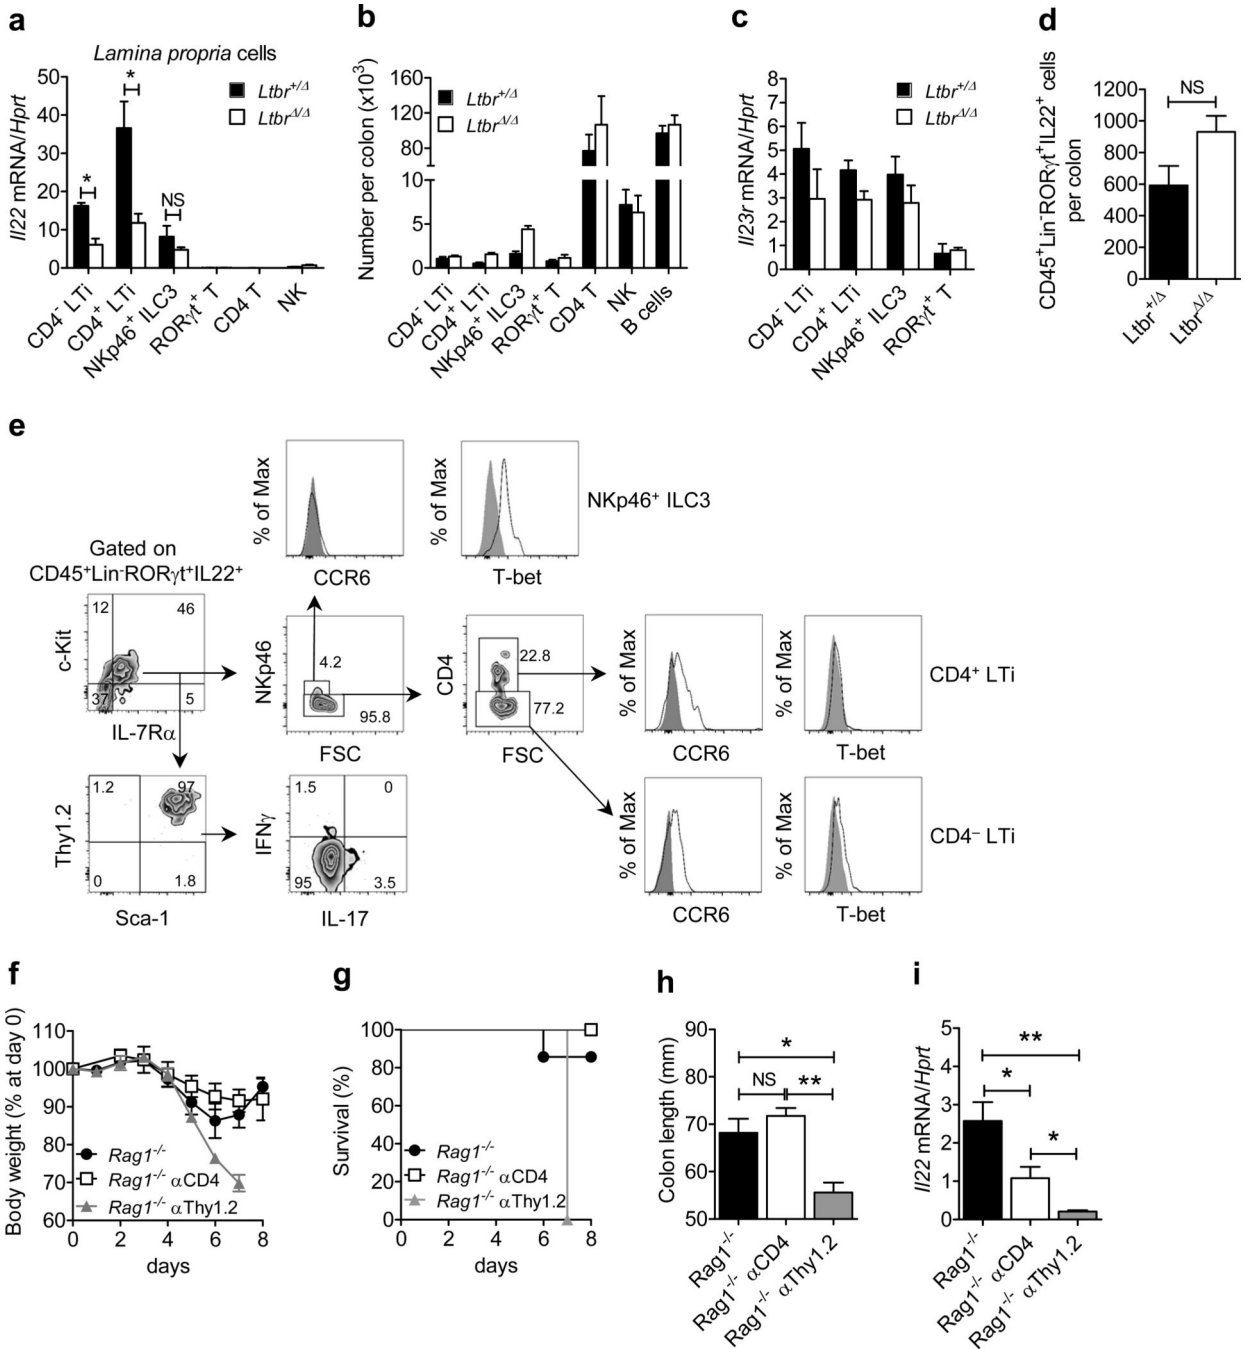 a
Lamina propria cells
Il22 mRNA/Hprt
50
40
30
20
10
0
*
*
NS
Ltbr+/Δ
LtbrΔ/Δ
CD4⁻ LTi
CD4⁺ LTi
NKp46⁺ ILC3
RORγt⁺ T
CD4 T
NK
b
Number per colon (x10³)
160
120
80
10
5
0
Ltbr+/Δ
LtbrΔ/Δ
CD4⁻ LTi
CD4⁺ LTi
NKp46⁺ ILC3
RORγt⁺ T
CD4 T
NK
B cells
c
Il23r mRNA/Hprt
8
7
6
5
4
3
2
1
0
Ltbr+/Δ
LtbrΔ/Δ
CD4⁻ LTi
CD4⁺ LTi
NKp46⁺ ILC3
RORγt⁺ T
d
CD45⁺Lin⁻RORγt⁺IL22⁺ cells
per colon
1200
1000
800
600
400
200
0
NS
Ltbr+/Δ
LtbrΔ/Δ
e
Gated on
CD45⁺Lin⁻RORγt⁺IL22⁺
c-Kit
12
46
37
5
IL-7Rα
Thy1.2
1.2
97
0
1.8
Sca-1
IFNγ
1.5
0
95
3.5
IL-17
% of Max
CCR6
% of Max
T-bet
NKp46⁺ ILC3
NKp46
4.2
95.8
FSC
CD4
22.8
77.2
FSC
% of Max
CCR6
% of Max
T-bet
CD4⁺ LTi
% of Max
CCR6
% of Max
T-bet
CD4⁻ LTi
f
Body weight (% at day 0)
110
100
90
80
70
60
Rag1⁻/⁻
Rag1⁻/⁻ αCD4
Rag1⁻/⁻ αThy1.2
0 2 4 6 8
days
g
Survival (%)
100
80
60
40
20
0
Rag1⁻/⁻
Rag1⁻/⁻ αCD4
Rag1⁻/⁻ αThy1.2
0 2 4 6 8
days
h
Colon length (mm)
90
80
70
60
50
*
NS
**
Rag1⁻/⁻
Rag1⁻/⁻ αCD4
Rag1⁻/⁻ αThy1.2
i
Il22 mRNA/Hprt
5
4
3
2
1
0
**
*
*
Rag1⁻/⁻
Rag1⁻/⁻ αCD4
Rag1⁻/⁻ αThy1.2